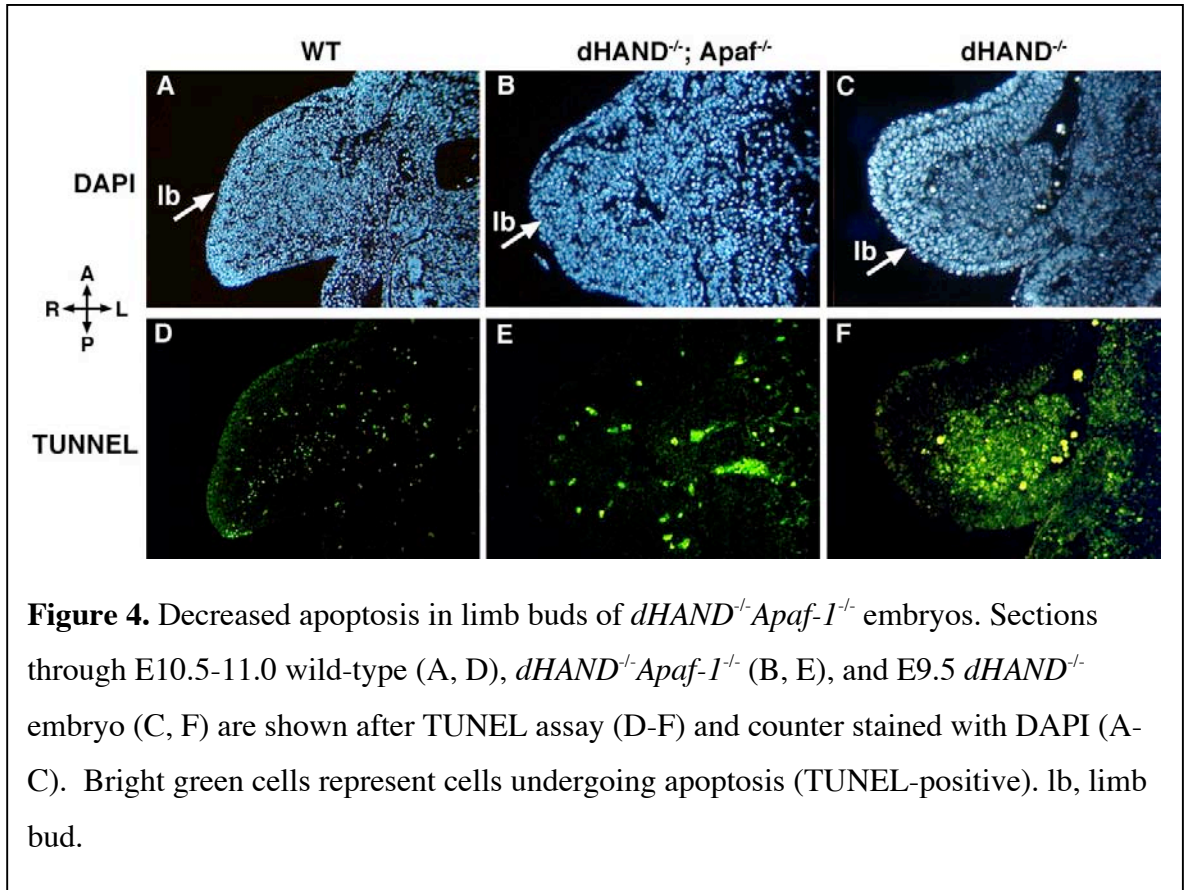 WT dHAND-/-; Apaf-/- dHAND-/-
A B C
DAPI lb lb lb
A
R L
P
D E F
TUNNEL
Figure 4. Decreased apoptosis in limb buds of dHAND-/-Apaf-1-/- embryos. Sections
through E10.5-11.0 wild-type (A, D), dHAND-/-Apaf-1-/- (B, E), and E9.5 dHAND-/-
embryo (C, F) are shown after TUNEL assay (D-F) and counter stained with DAPI (A-
C). Bright green cells represent cells undergoing apoptosis (TUNEL-positive). lb, limb
bud.